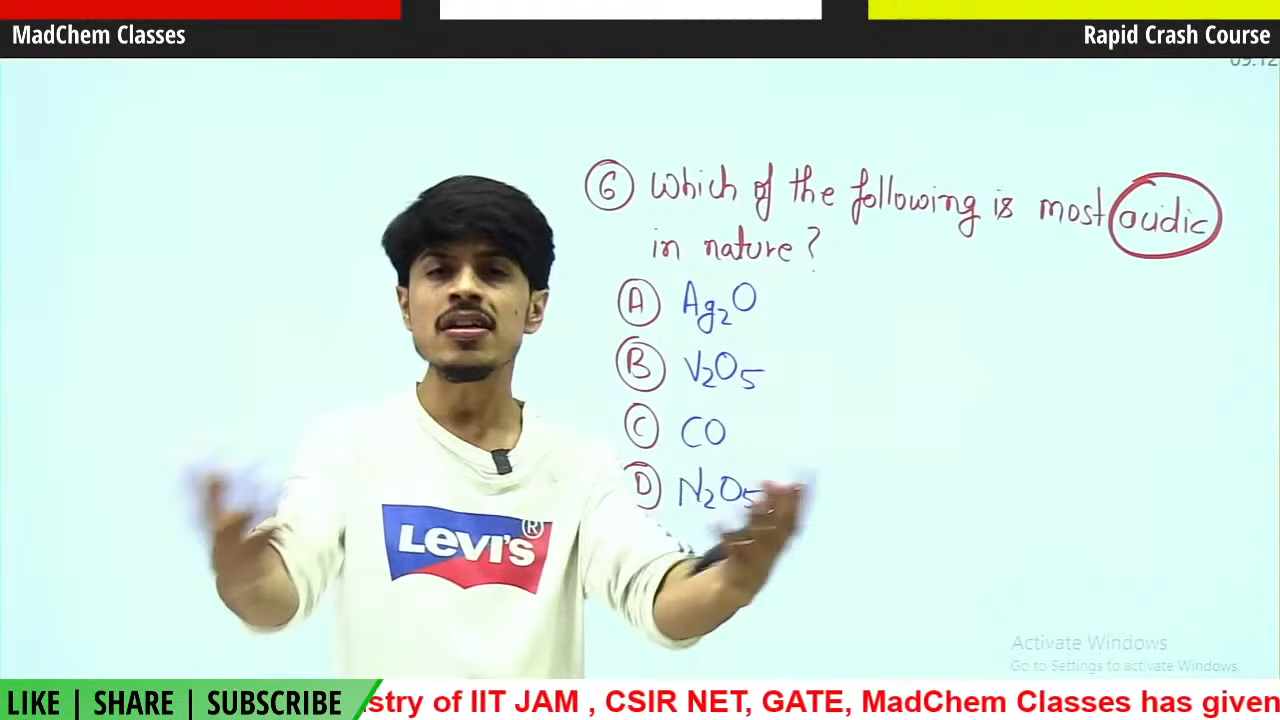 MadChem Classes
Rapid Crash Course
09:12
6 Which of the following is most acidic
in nature?
A Ag2O
B V2O5
C CO
D N2O5
LEVI'S ®
Activate Windows
Go to Settings to activate Windows.
LIKE | SHARE | SUBSCRIBE
stry of IIT JAM , CSIR NET, GATE, MadChem Classes has given